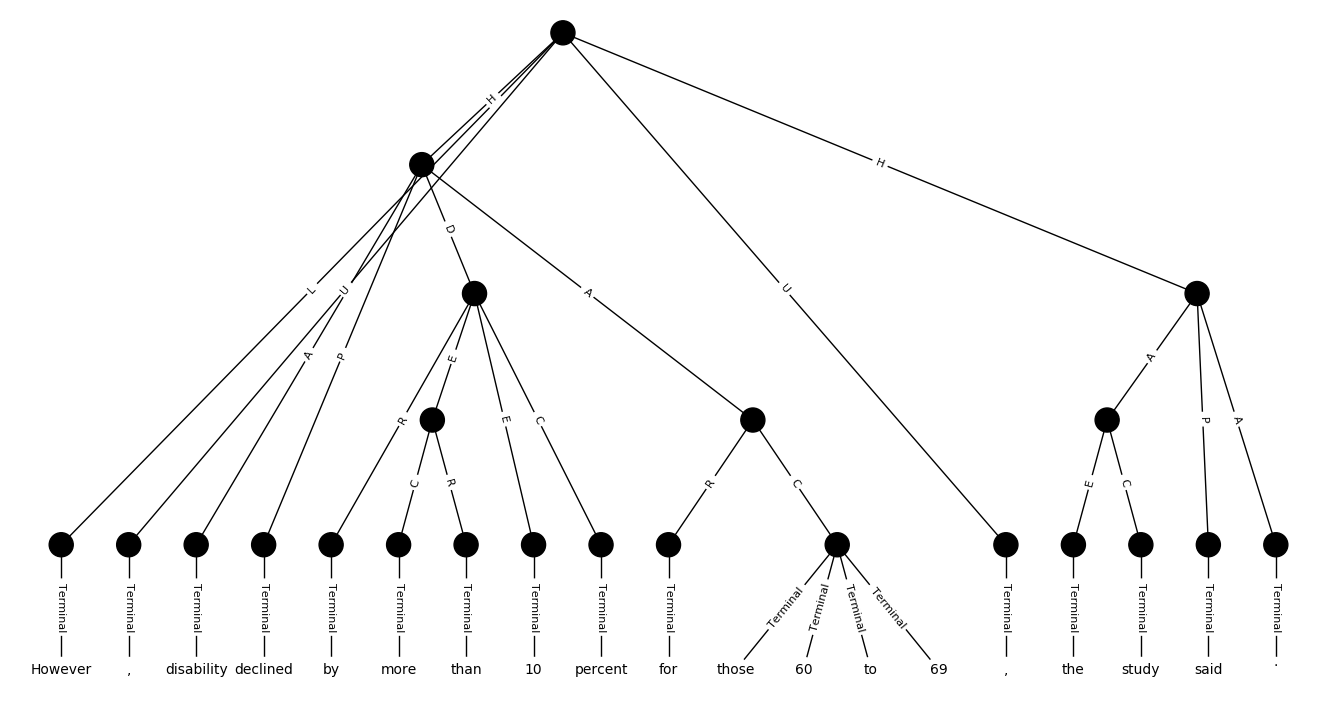 H
H
L
U
D
A
U
A
P
E
A
R
E
C
P
A
C
R
R
C
E
C
Terminal Terminal Terminal Terminal Terminal Terminal Terminal Terminal Terminal Terminal Terminal Terminal Terminal Terminal Terminal Terminal Terminal Terminal Terminal
However , disability declined by more than 10 percent for those 60 to 69 , the study said .